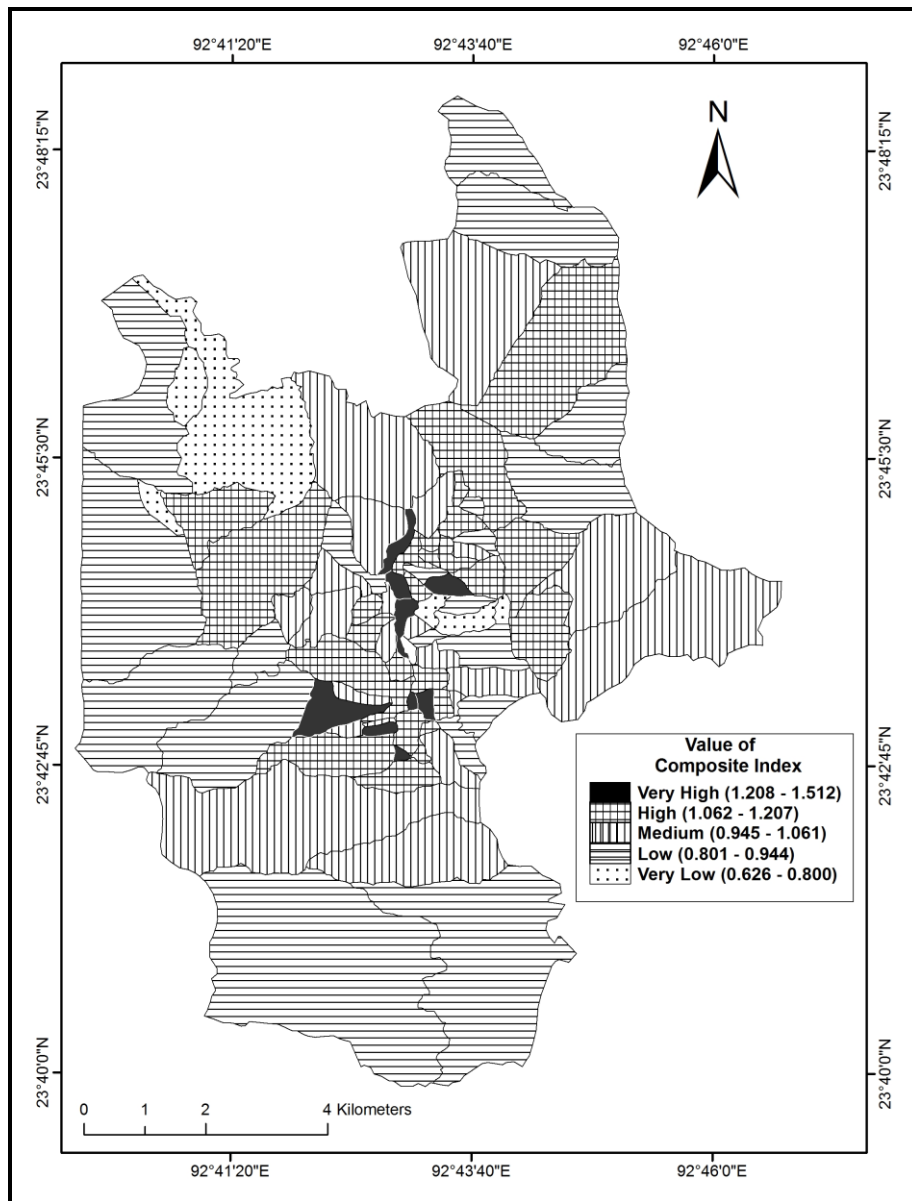 92°41'20"E 92°43'40"E 92°46'0"E
N
23°48'15"N 23°48'15"N
23°45'30"N 23°45'30"N
23°42'45"N 23°42'45"N
Value of
Composite Index
Very High (1.208 - 1.512)
High (1.062 - 1.207)
Medium (0.945 - 1.061)
Low (0.801 - 0.944)
Very Low (0.626 - 0.800)
23°40'0"N 23°40'0"N
0 1 2 4 Kilometers
92°41'20"E 92°43'40"E 92°46'0"E